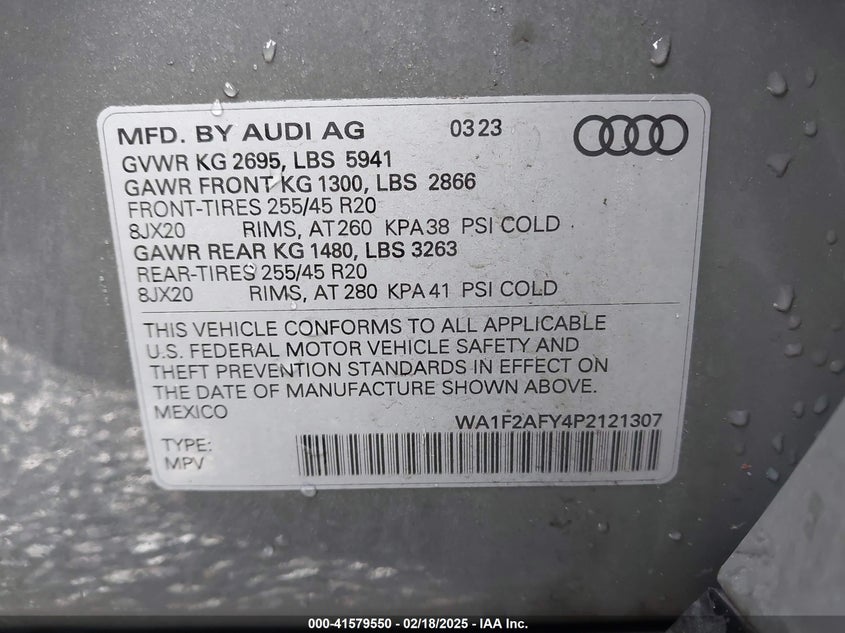 MFD. BY AUDI AG 03 23
GVWR KG 2695, LBS 5941
GAWR FRONT KG 1300, LBS 2866
FRONT-TIRES 255/45 R20
8JX20 RIMS, AT 260 KPA 38 PSI COLD
GAWR REAR KG 1480, LBS 3263
REAR-TIRES 255/45 R20
8JX20 RIMS, AT 280 KPA 41 PSI COLD
THIS VEHICLE CONFORMS TO ALL APPLICABLE
U.S. FEDERAL MOTOR VEHICLE SAFETY AND
THEFT PREVENTION STANDARDS IN EFFECT ON
THE DATE OF MANUFACTURE SHOWN ABOVE.
MEXICO
WA1F2AFY4P2121307
TYPE:
MPV
000-41579550 - 02/18/2025 - IAA Inc.